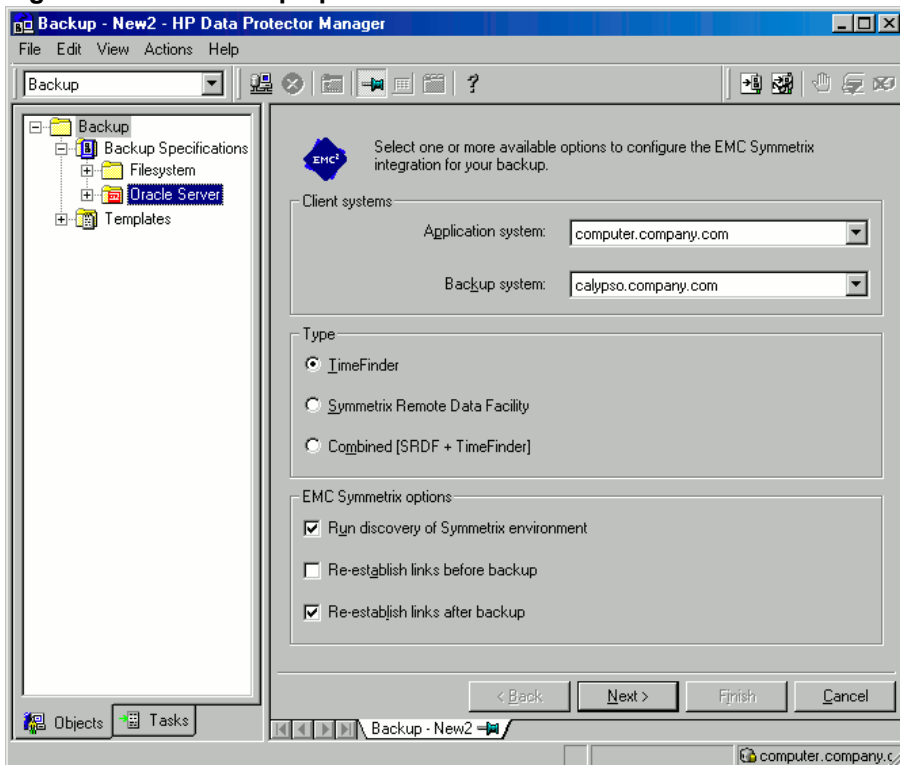 Backup - New2 - HP Data Protector Manager
File Edit View Actions Help
Backup
?
Backup
Backup Specifications
Filesystem
Oracle Server
Templates
EMC²
Select one or more available options to configure the EMC Symmetrix
integration for your backup.
Client systems
Application system: computer.company.com
Backup system: calypso.company.com
Type
TimeFinder
Symmetrix Remote Data Facility
Combined [SRDF + TimeFinder]
EMC Symmetrix options
Run discovery of Symmetrix environment
Re-establish links before backup
Re-establish links after backup
< Back Next > Finish Cancel
Objects Tasks
Backup - New2
computer.company.c